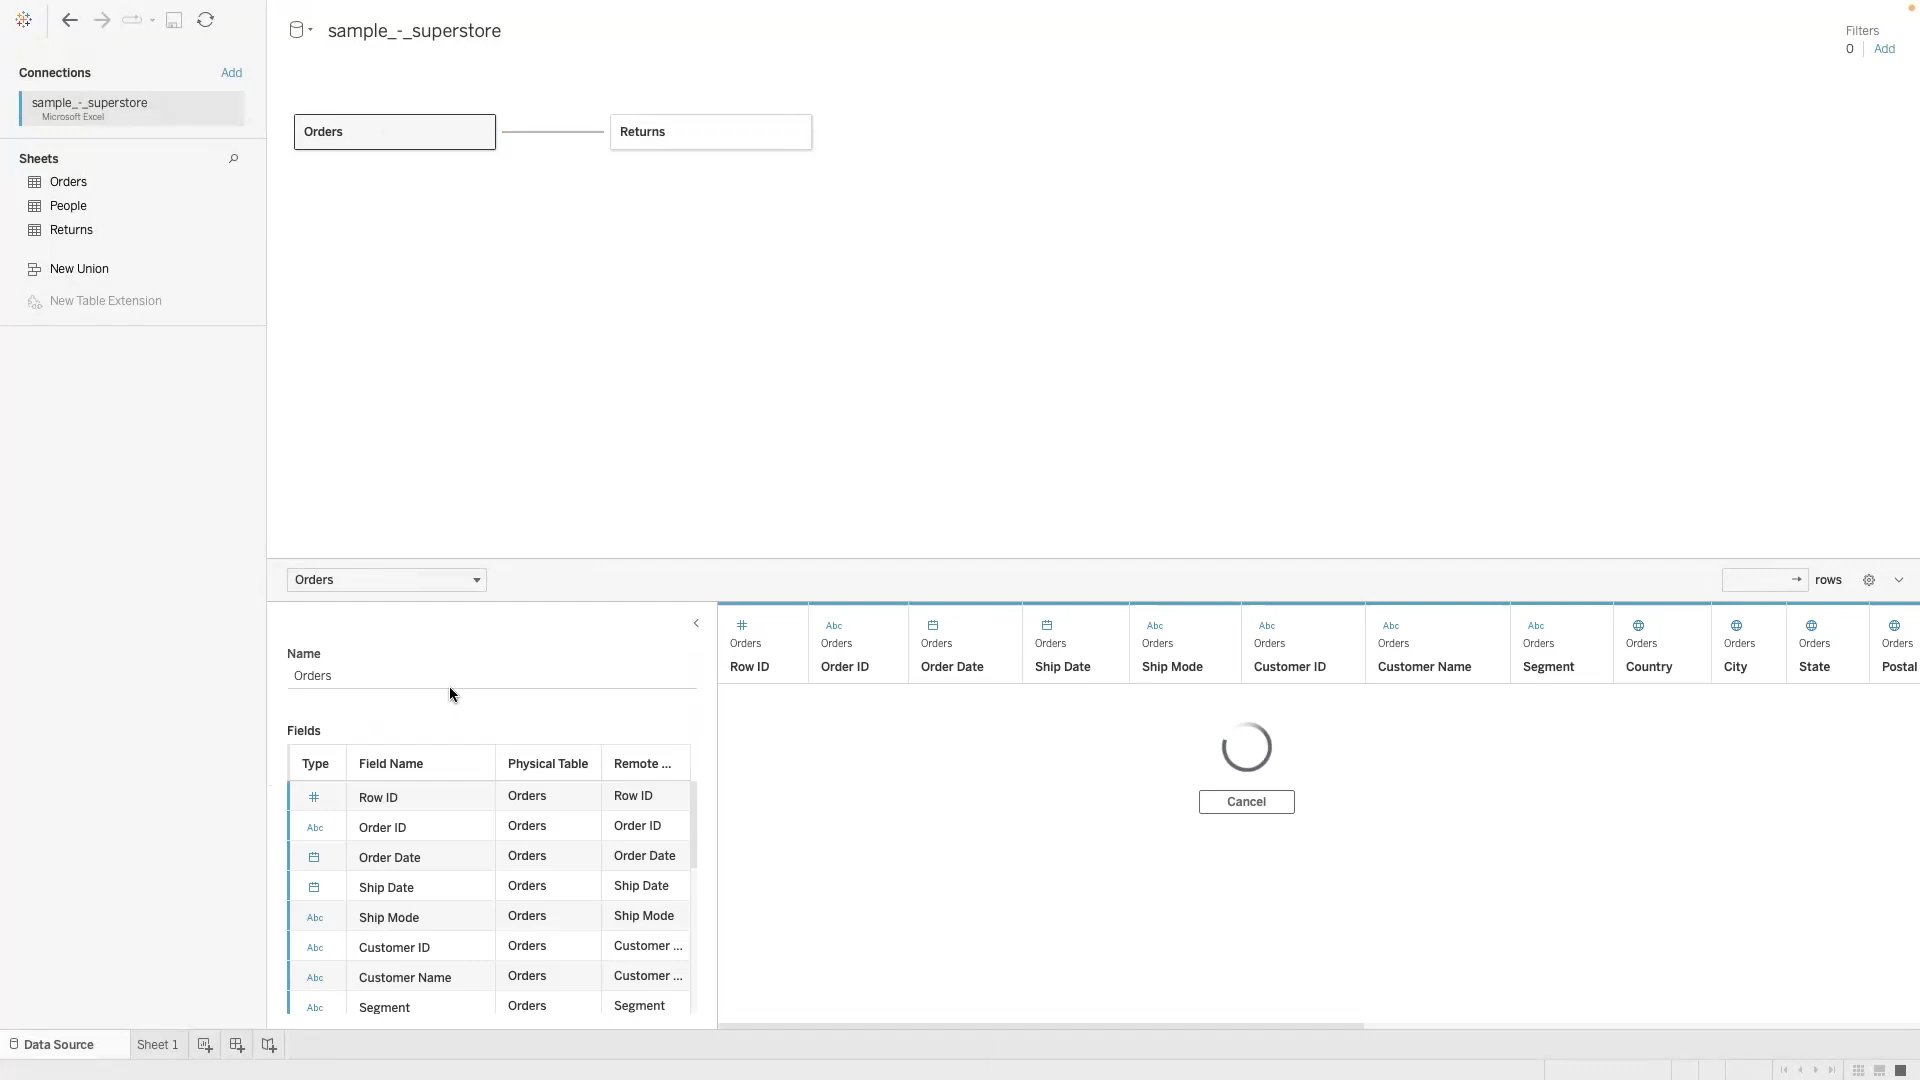 sample_-_superstore
Filters
0 Add
Connections Add
sample_-_superstore
Microsoft Excel
Orders
Returns
Sheets
Orders
People
Returns
New Union
New Table Extension
Orders
rows
Name
Orders
Fields
Type Field Name Physical Table Remote ...
# Row ID Orders Row ID
Abc Order ID Orders Order ID
Order Date Orders Order Date
Ship Date Orders Ship Date
Abc Ship Mode Orders Ship Mode
Abc Customer ID Orders Customer ...
Abc Customer Name Orders Customer ...
Abc Segment Orders Segment
# Abc Abc Abc Abc Abc
Orders Orders Orders Orders Orders Orders Orders Orders Orders Orders Orders Orders
Row ID Order ID Order Date Ship Date Ship Mode Customer ID Customer Name Segment Country City State Postal
Cancel
Data Source Sheet 1